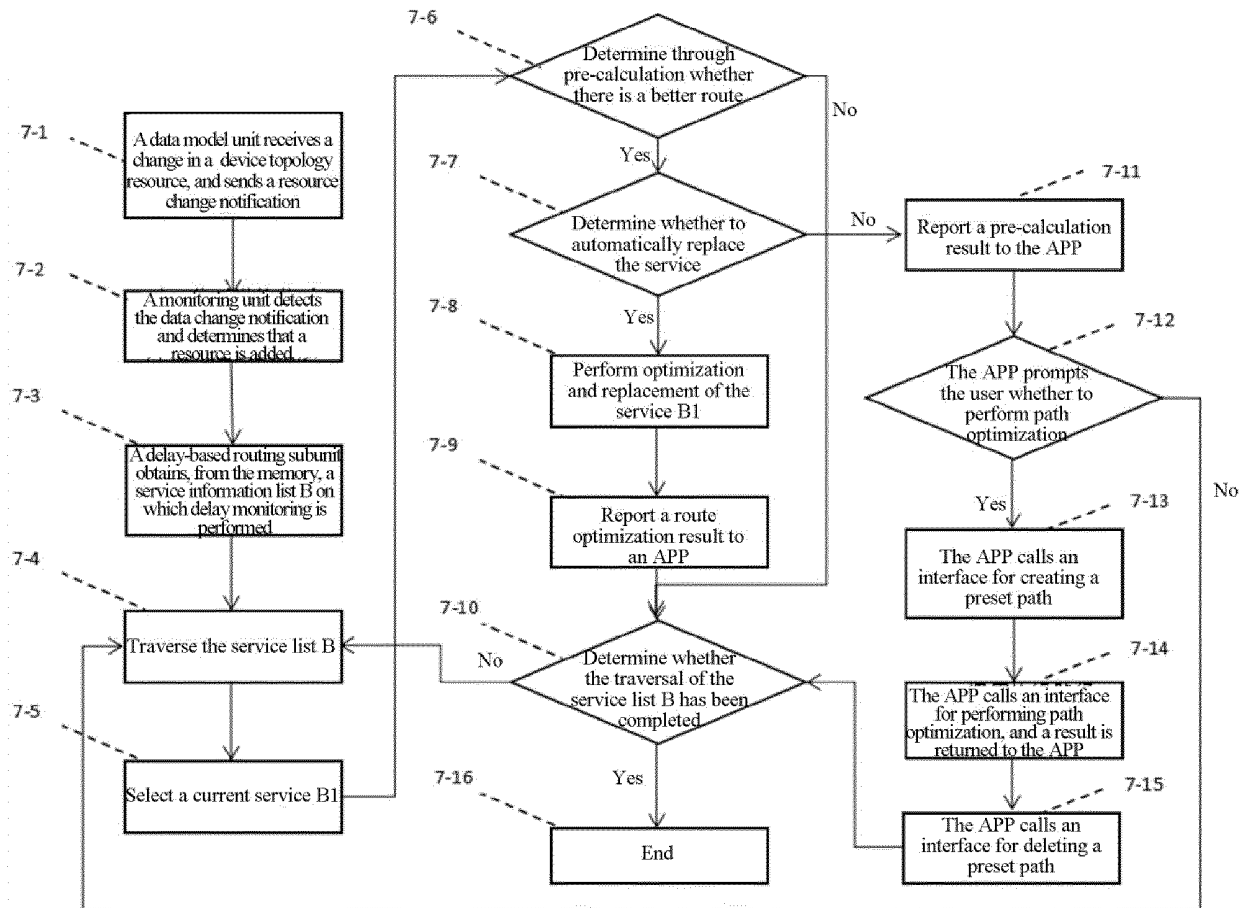 7-1
A data model unit receives a
change in a device topology
resource, and sends a resource
change notification
7-2
A monitoring unit detects
the data change notification
and determines that a
resource is added
7-3
A delay-based routing subunit
obtains, from the memory, a
service information list B on
which delay monitoring is
performed
7-4
Traverse the service list B
7-5
Select a current service B1
7-6
Determine through
pre-calculation whether
there is a better route
No
Yes
7-7
Determine whether to
automatically replace
the service
No
Yes
7-8
Perform optimization
and replacement of the
service B1
7-9
Report a route
optimization result to
an APP
7-10
Determine whether
the traversal of the
service list B has been
completed
No
Yes
7-16
End
7-11
Report a pre-calculation
result to the APP
7-12
The APP prompts
the user whether to
perform path
optimization
No
Yes
7-13
The APP calls an
interface for creating a
preset path
7-14
The APP calls an interface
for performing path
optimization, and a result is
returned to the APP
7-15
The APP calls an
interface for deleting a
preset path